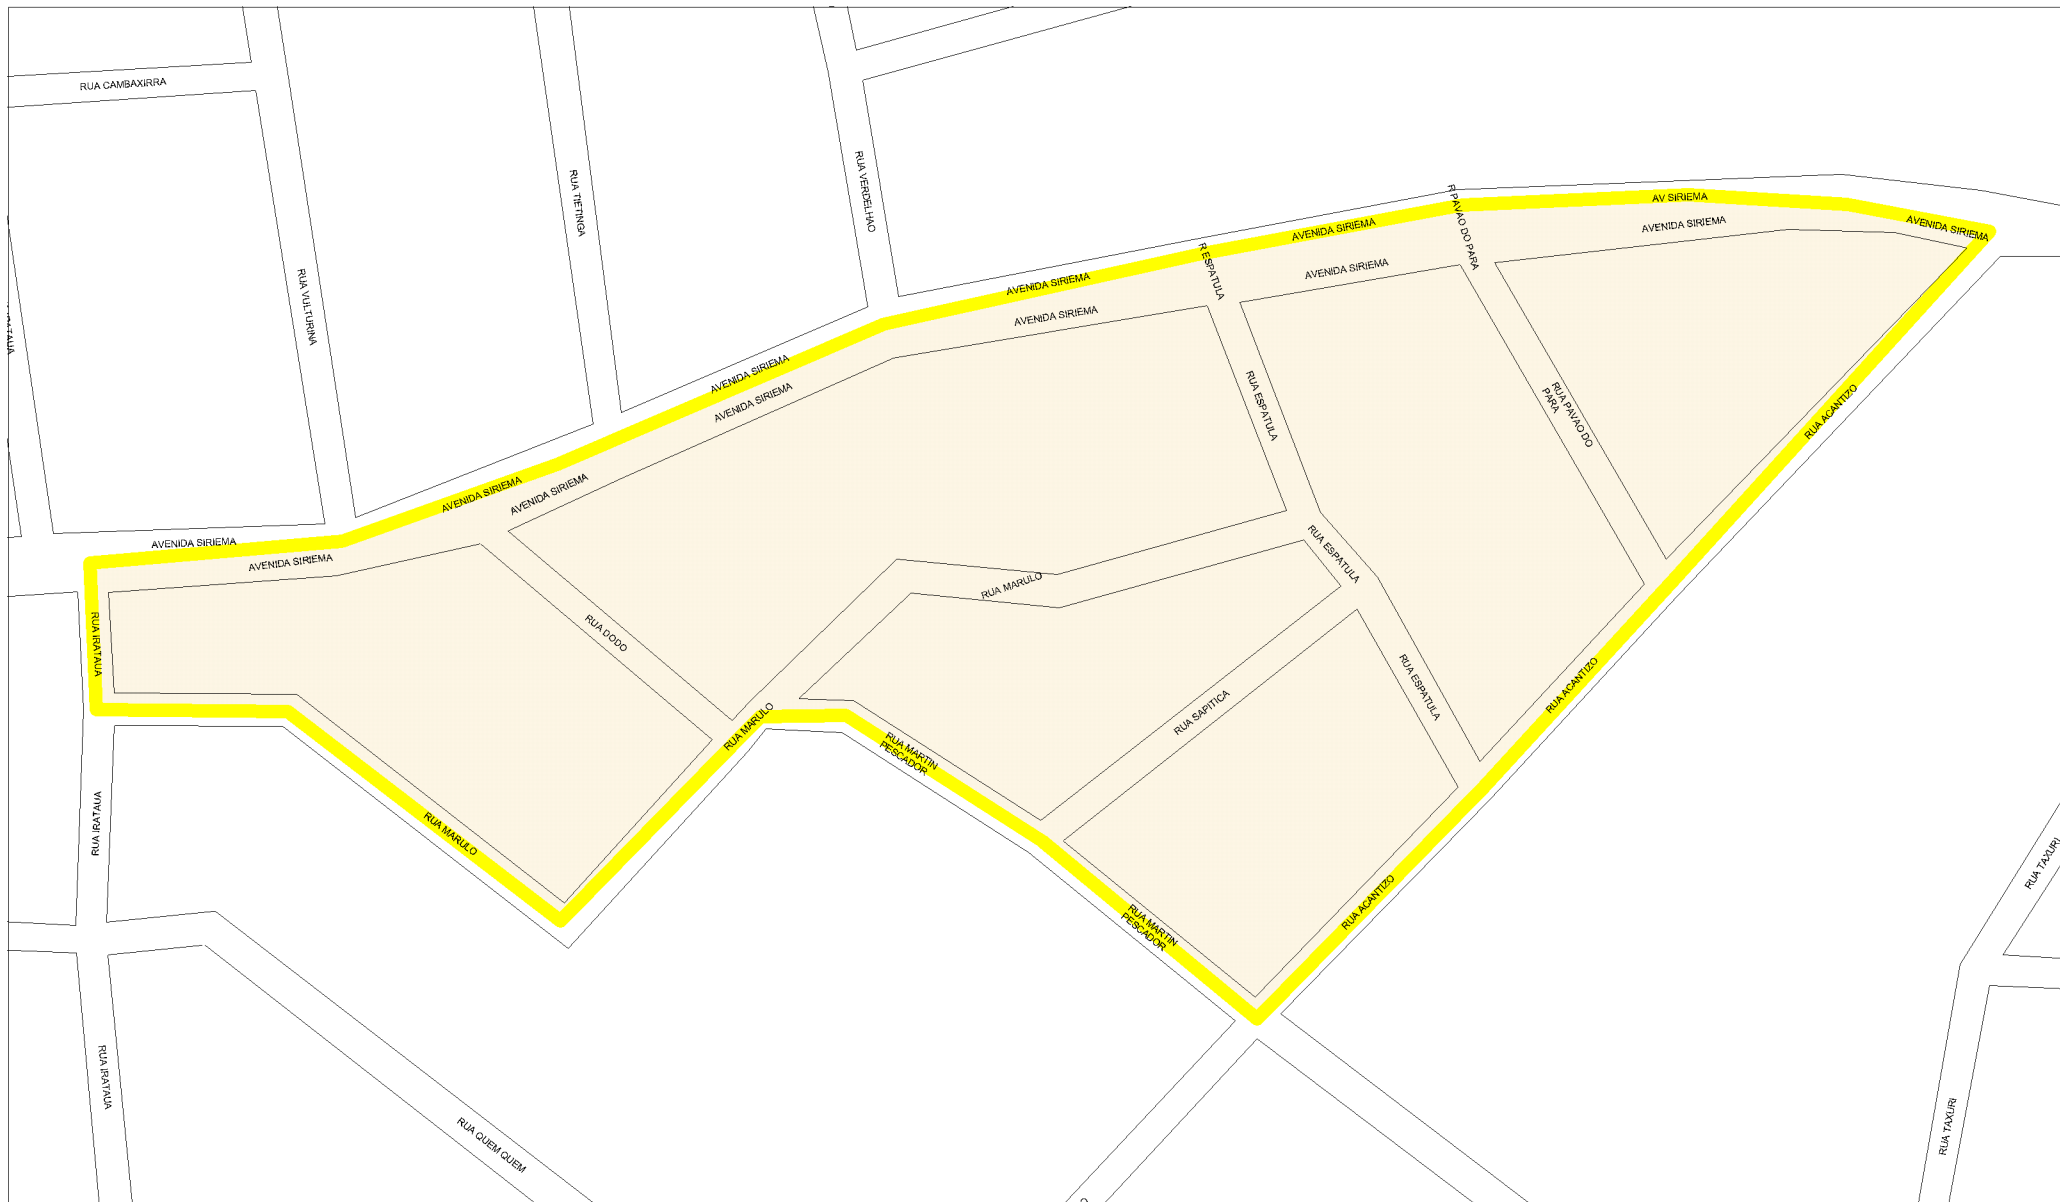 RUA CAMBAXIRRA
RUA VERDELHAO
RUA TIETINGA
R PAVAO DO PARA
AV SIRIEMA
AVENIDA SIRIEMA
AVENIDA SIRIEMA
AVENIDA SIRIEMA
R ESPATULA
AVENIDA SIRIEMA
AVENIDA SIRIEMA
AVENIDA SIRIEMA
RUA VULTURINA
AVENIDA SIRIEMA
AVENIDA SIRIEMA
AVENIDA SIRIEMA
RUA ESPATULA
RUA PAVAO DO
PARA
RUA ACANTIZO
AVENIDA SIRIEMA
AVENIDA SIRIEMA
AVENIDA SIRIEMA
AVENIDA SIRIEMA
RUA ESPATULA
RUA MARULO
RUA IRATAUA
RUA DODO
RUA ESPATULA
RUA ACANTIZO
RUA SAPITICA
RUA MARULO
RUA MARTIN
PESCADOR
RUA IRATAUA
RUA MARULO
RUA TAXURI
RUA ACANTIZO
RUA MARTIN
PESCADOR
RUA IRATAUA
RUA QUEM QUEM
RUA TAXURI